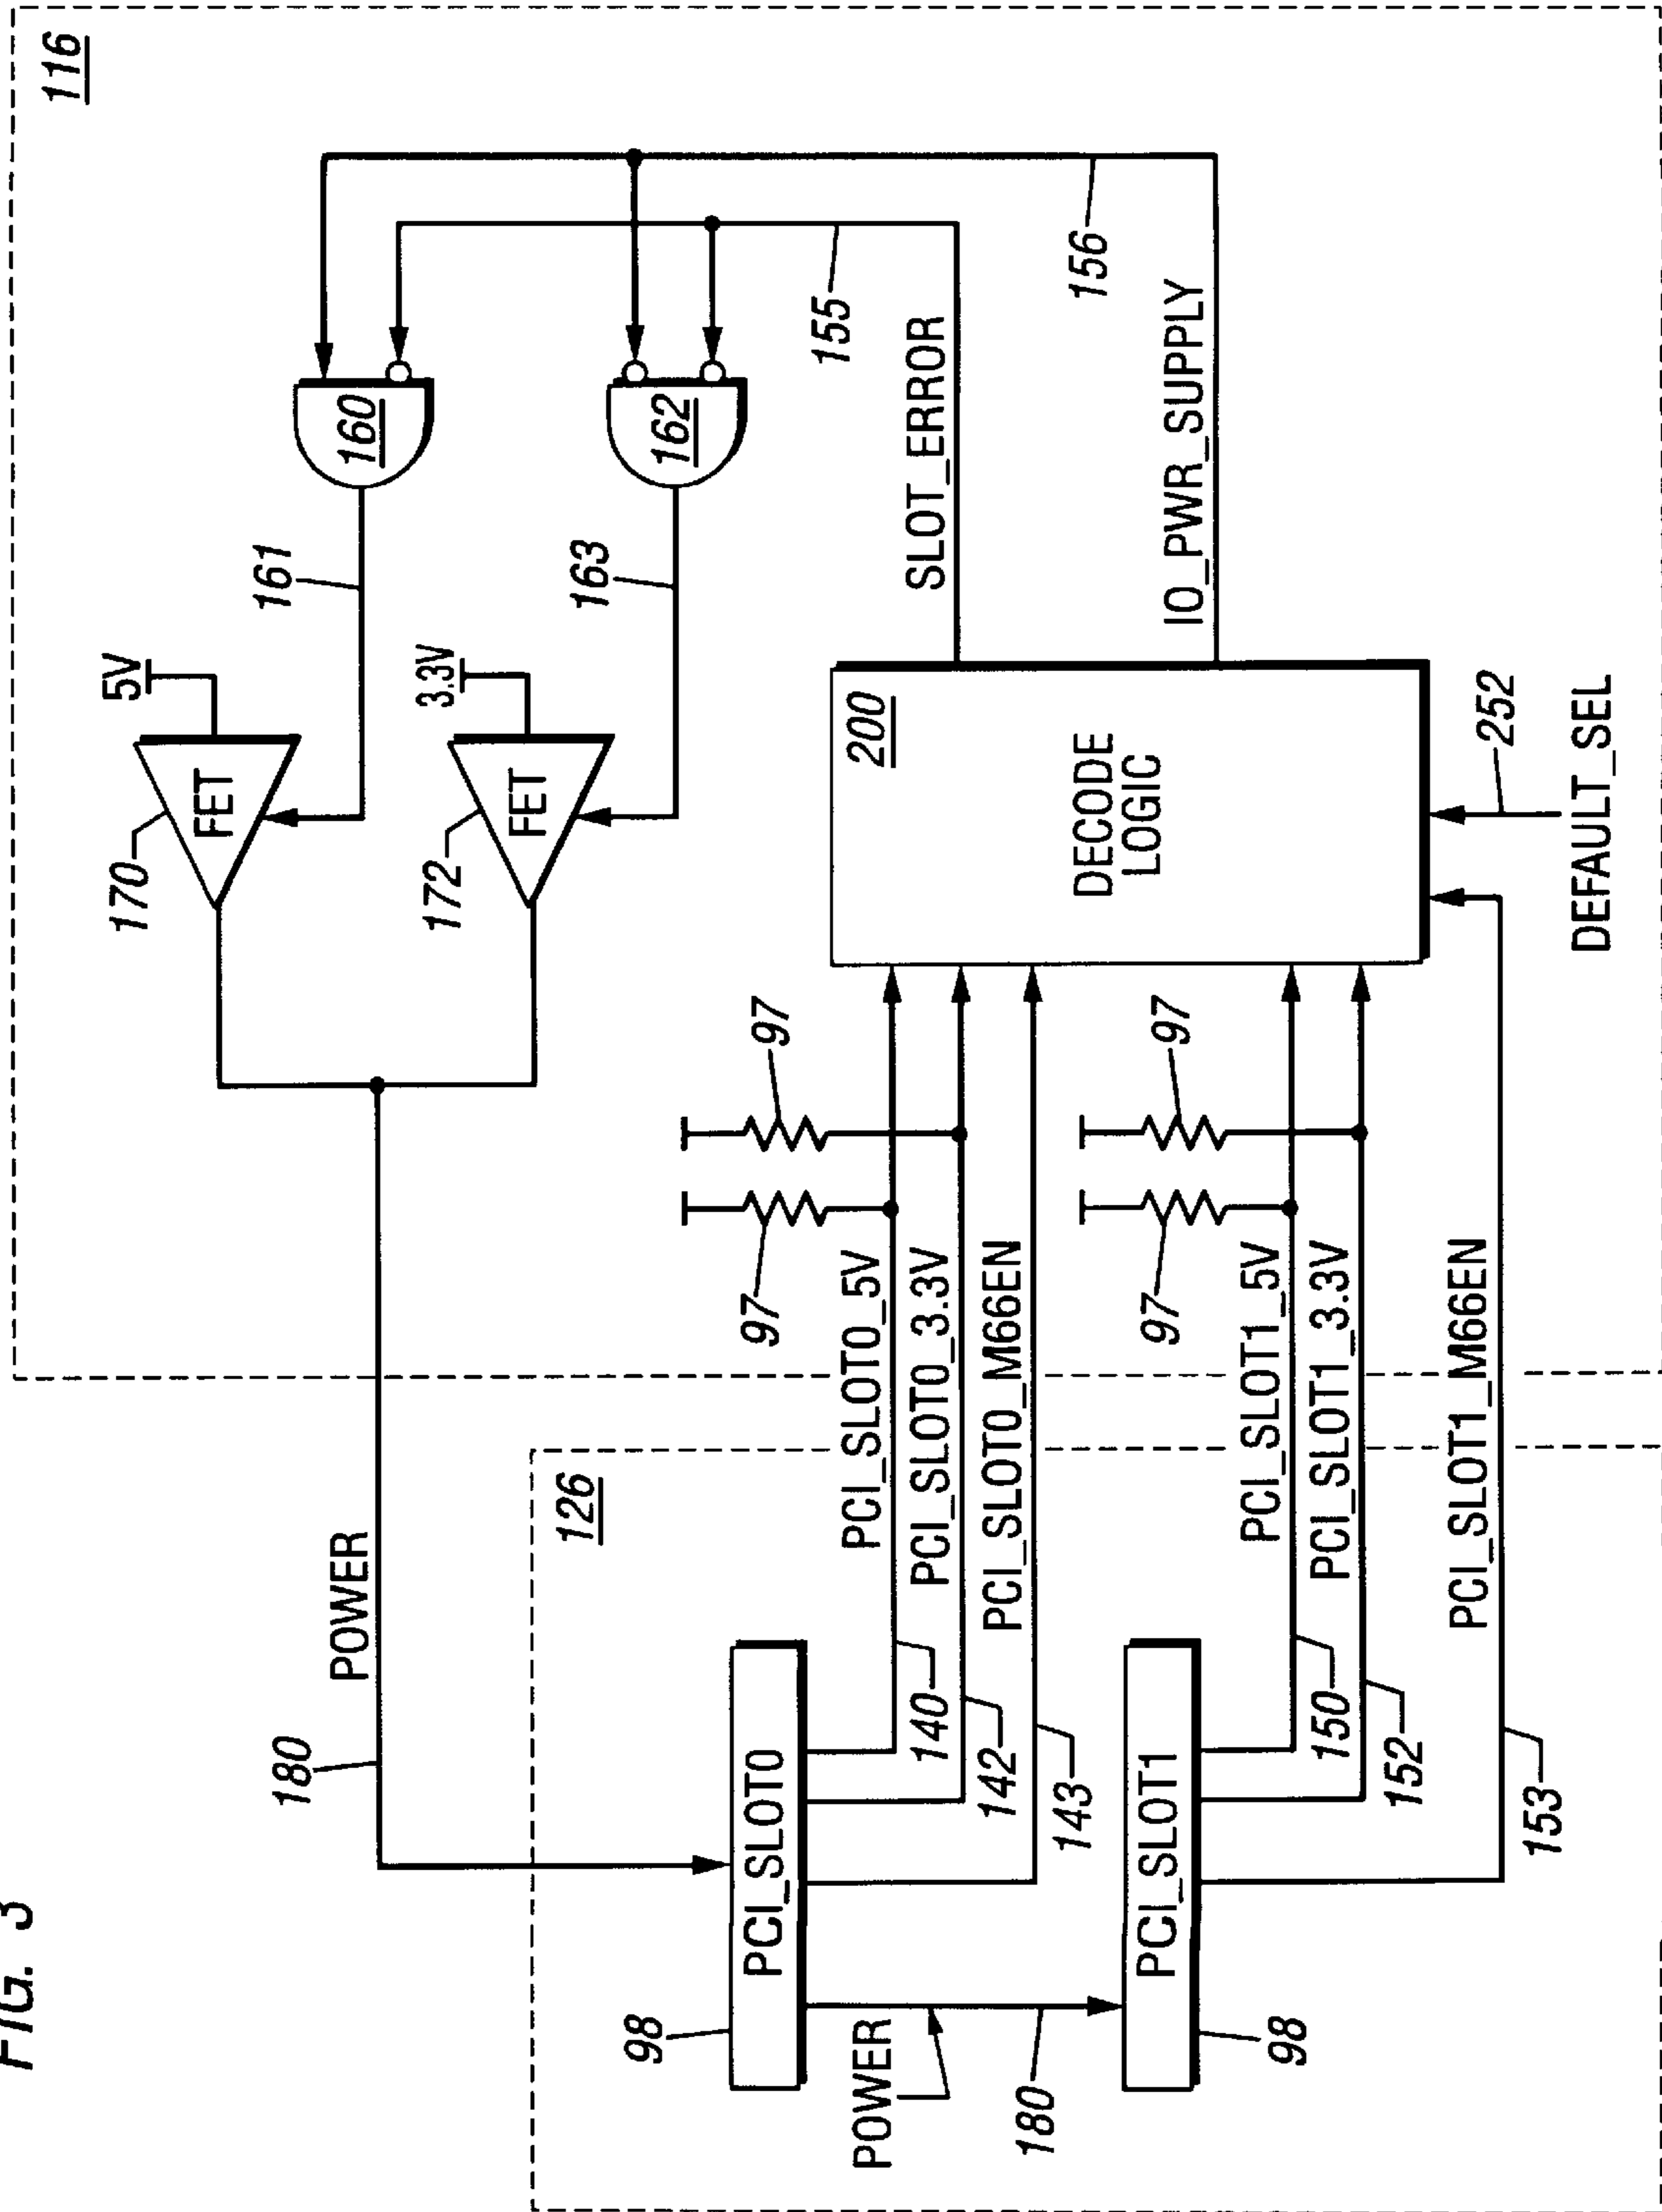 FIG. 3
116
5V
161
160
170
FET
3.3V
163
162
172
FET
155
156
SLOT_ERROR
IO_PWR_SUPPLY
180
POWER
126
97
97
200
DECODE
LOGIC
PCI_SLOT0_5V
PCI_SLOT0_3.3V
PCI_SLOT0_M66EN
98
PCI_SLOT0
140
142
143
POWER
180
97
97
PCI_SLOT1_5V
PCI_SLOT1_3.3V
PCI_SLOT1_M66EN
98
PCI_SLOT1
150
152
153
252
DEFAULT_SEL